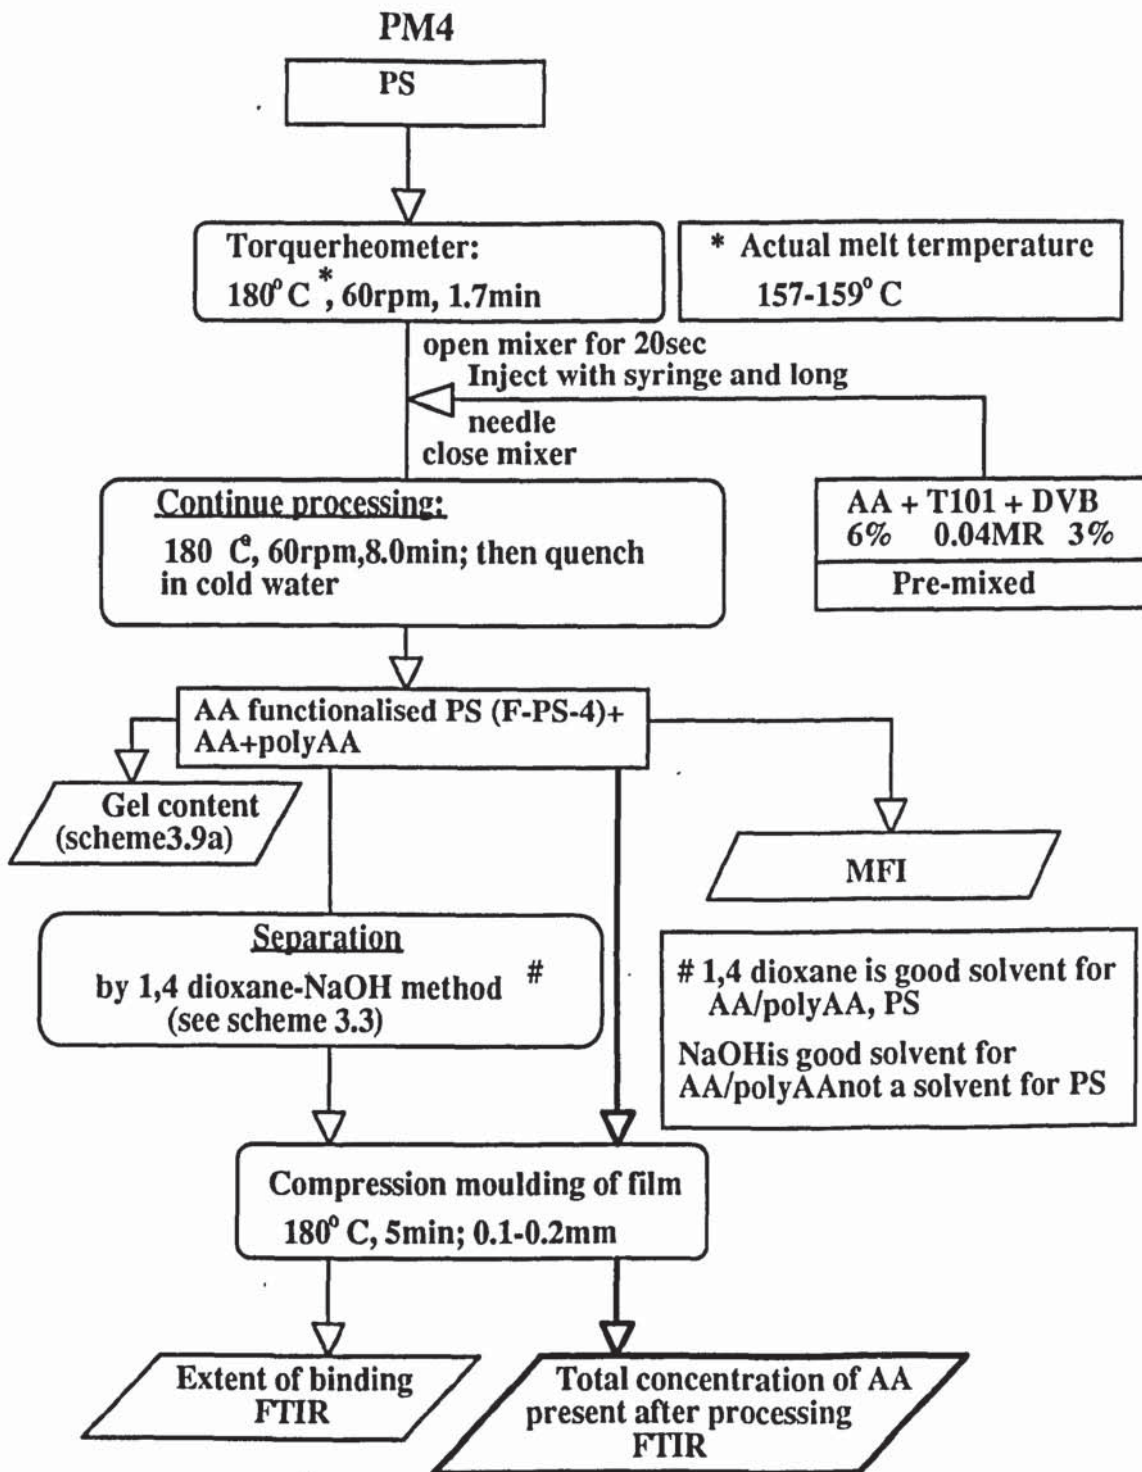 PM4
PS
Torquerheometer:
180°C*, 60rpm, 1.7min
* Actual melt termperature
157-159°C
open mixer for 20sec
Inject with syringe and long
needle
close mixer
AA + T101 + DVB
6% 0.04MR 3%
Pre-mixed
Continue processing:
180 °C, 60rpm,8.0min; then quench
in cold water
AA functionalised PS (F-PS-4)+
AA+polyAA
Gel content
(scheme3.9a)
MFI
Separation
by 1,4 dioxane-NaOH method #
(see scheme 3.3)
# 1,4 dioxane is good solvent for
AA/polyAA, PS
NaOHis good solvent for
AA/polyAAnot a solvent for PS
Compression moulding of film
180°C, 5min; 0.1-0.2mm
Extent of binding
FTIR
Total concentration of AA
present after processing
FTIR